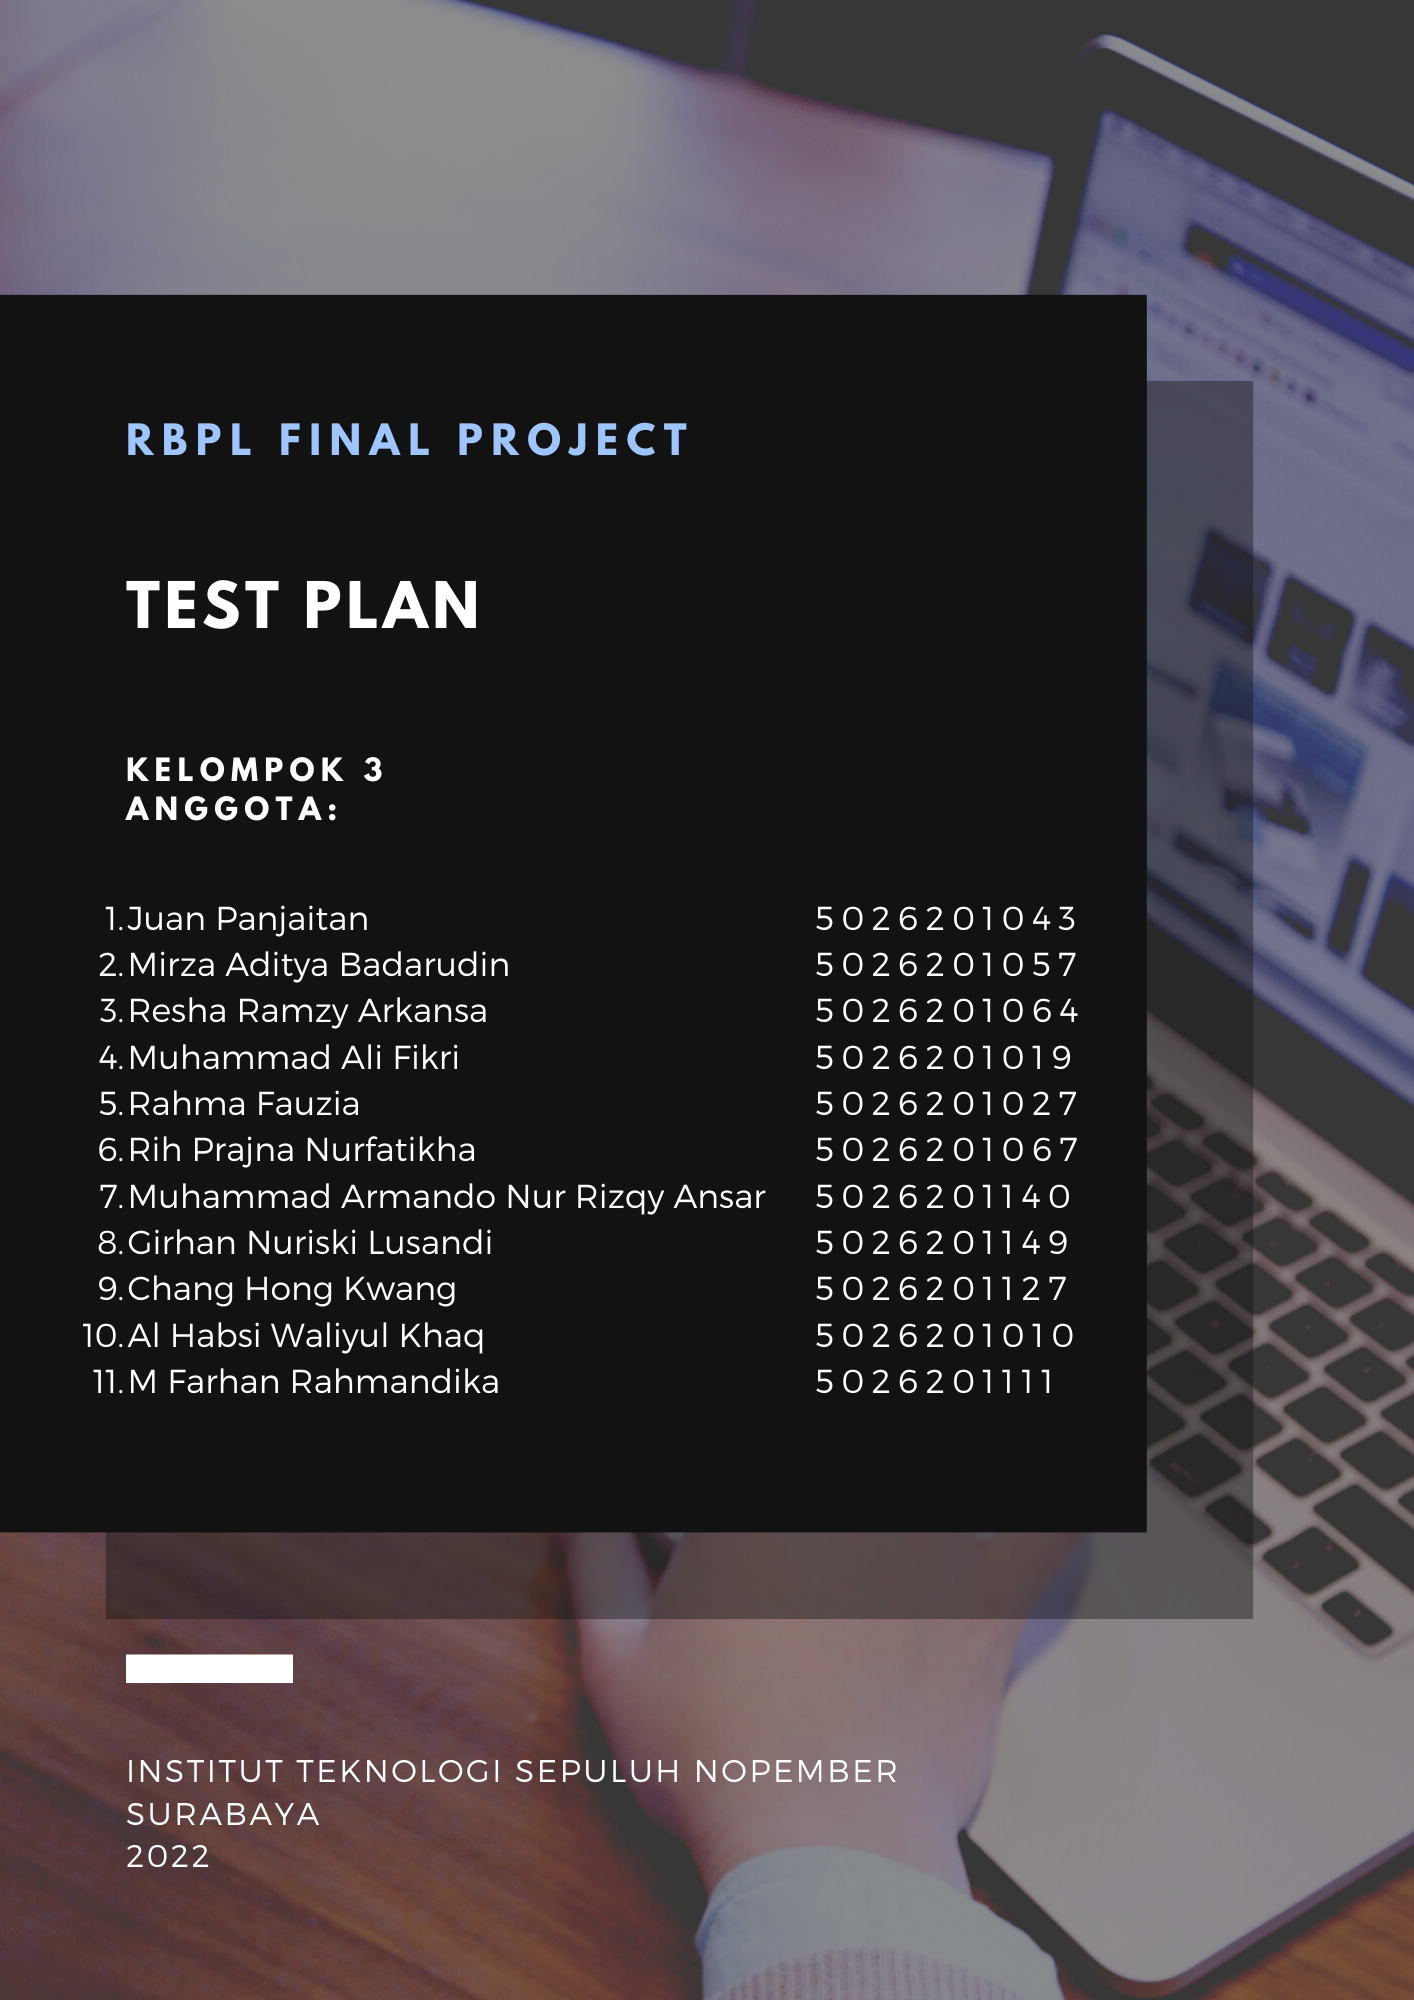 RBPL FINAL PROJECT
TEST PLAN
KELOMPOK 3
ANGGOTA:
1. Juan Panjaitan 5026201043
2. Mirza Aditya Badarudin 5026201057
3. Resha Ramzy Arkansa 5026201064
4. Muhammad Ali Fikri 5026201019
5. Rahma Fauzia 5026201027
6. Rih Prajna Nurfatikha 5026201067
7. Muhammad Armando Nur Rizqy Ansar 5026201140
8. Girhan Nuriski Lusandi 5026201149
9. Chang Hong Kwang 5026201127
10. Al Habsi Waliyul Khaq 5026201010
11. M Farhan Rahmandika 5026201111
INSTITUT TEKNOLOGI SEPULUH NOPEMBER
SURABAYA
2022